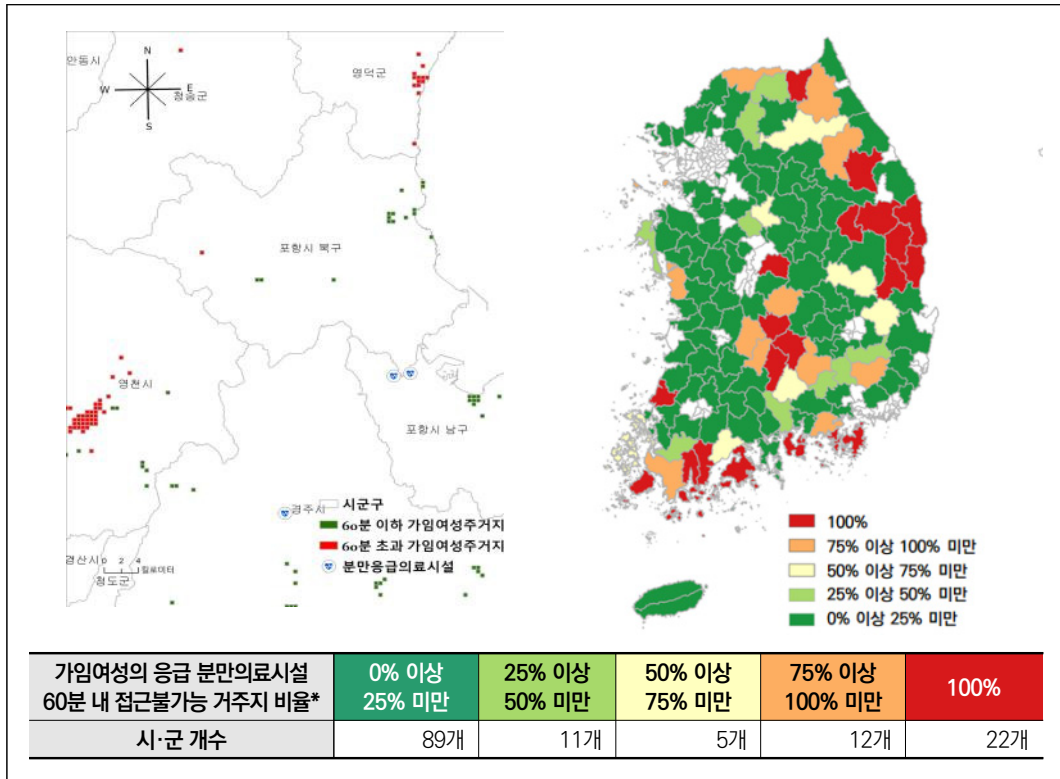 안동시
N
W
E
S
청송군
영덕군
포항시 북구
영천시
포항시 남구
경주시
경산시
0 2 4
킬로미터
청도군
시군구
60분 이하 가임여성주거지
60분 초과 가임여성주거지
분만응급의료시설
100%
75% 이상 100% 미만
50% 이상 75% 미만
25% 이상 50% 미만
0% 이상 25% 미만
가임여성의 응급 분만의료시설
60분 내 접근불가능 거주지 비율*
0% 이상
25% 미만
25% 이상
50% 미만
50% 이상
75% 미만
75% 이상
100% 미만
100%
시·군 개수
89개
11개
5개
12개
22개